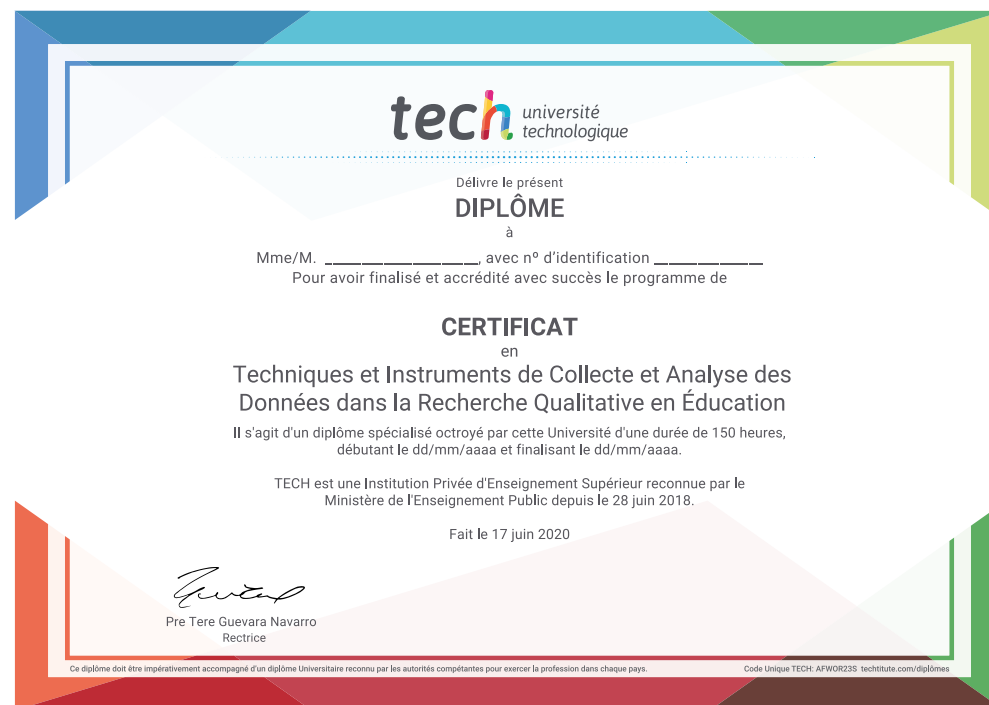 tech université
technologique
Délivre le présent
DIPLÔME
à
Mme/M. ___________________, avec nº d’identification _____________
Pour avoir finalisé et accrédité avec succès le programme de
CERTIFICAT
en
Techniques et Instruments de Collecte et Analyse des
Données dans la Recherche Qualitative en Éducation
Il s'agit d'un diplôme spécialisé octroyé par cette Université d'une durée de 150 heures,
débutant le dd/mm/aaaa et finalisant le dd/mm/aaaa.
TECH est une Institution Privée d'Enseignement Supérieur reconnue par le
Ministère de l'Enseignement Public depuis le 28 juin 2018.
Fait le 17 juin 2020
Pre Tere Guevara Navarro
Rectrice
Ce diplôme doit être impérativement accompagné d'un diplôme Universitaire reconnu par les autorités compétantes pour exercer la profession dans chaque pays.
Code Unique TECH: AFWOR23S techtitute.com/diplômes